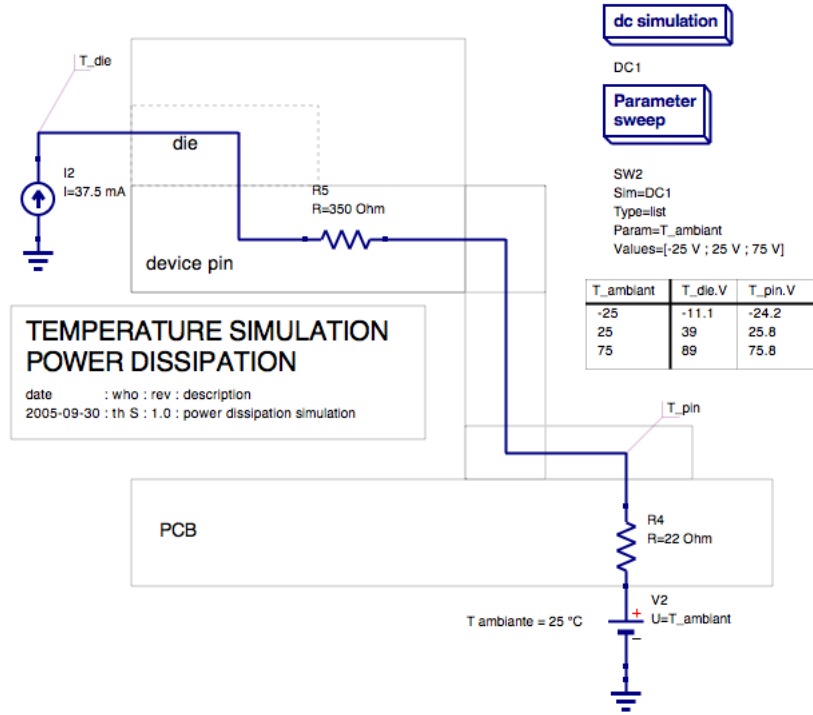 dc simulation
DC1
Parameter
sweep
SW2
Sim=DC1
Type=list
Param=T_ambiant
Values=[-25 V ; 25 V ; 75 V]
T_ambiant T_die.V T_pin.V
-25 -11.1 -24.2
25 39 25.8
75 89 75.8
T_die
die
I2
I=37.5 mA
R5
R=350 Ohm
device pin
TEMPERATURE SIMULATION
POWER DISSIPATION
date : who : rev : description
2005-09-30 : th S : 1.0 : power dissipation simulation
T_pin
PCB
R4
R=22 Ohm
T ambiante = 25 °C
V2
U=T_ambiant
+
−